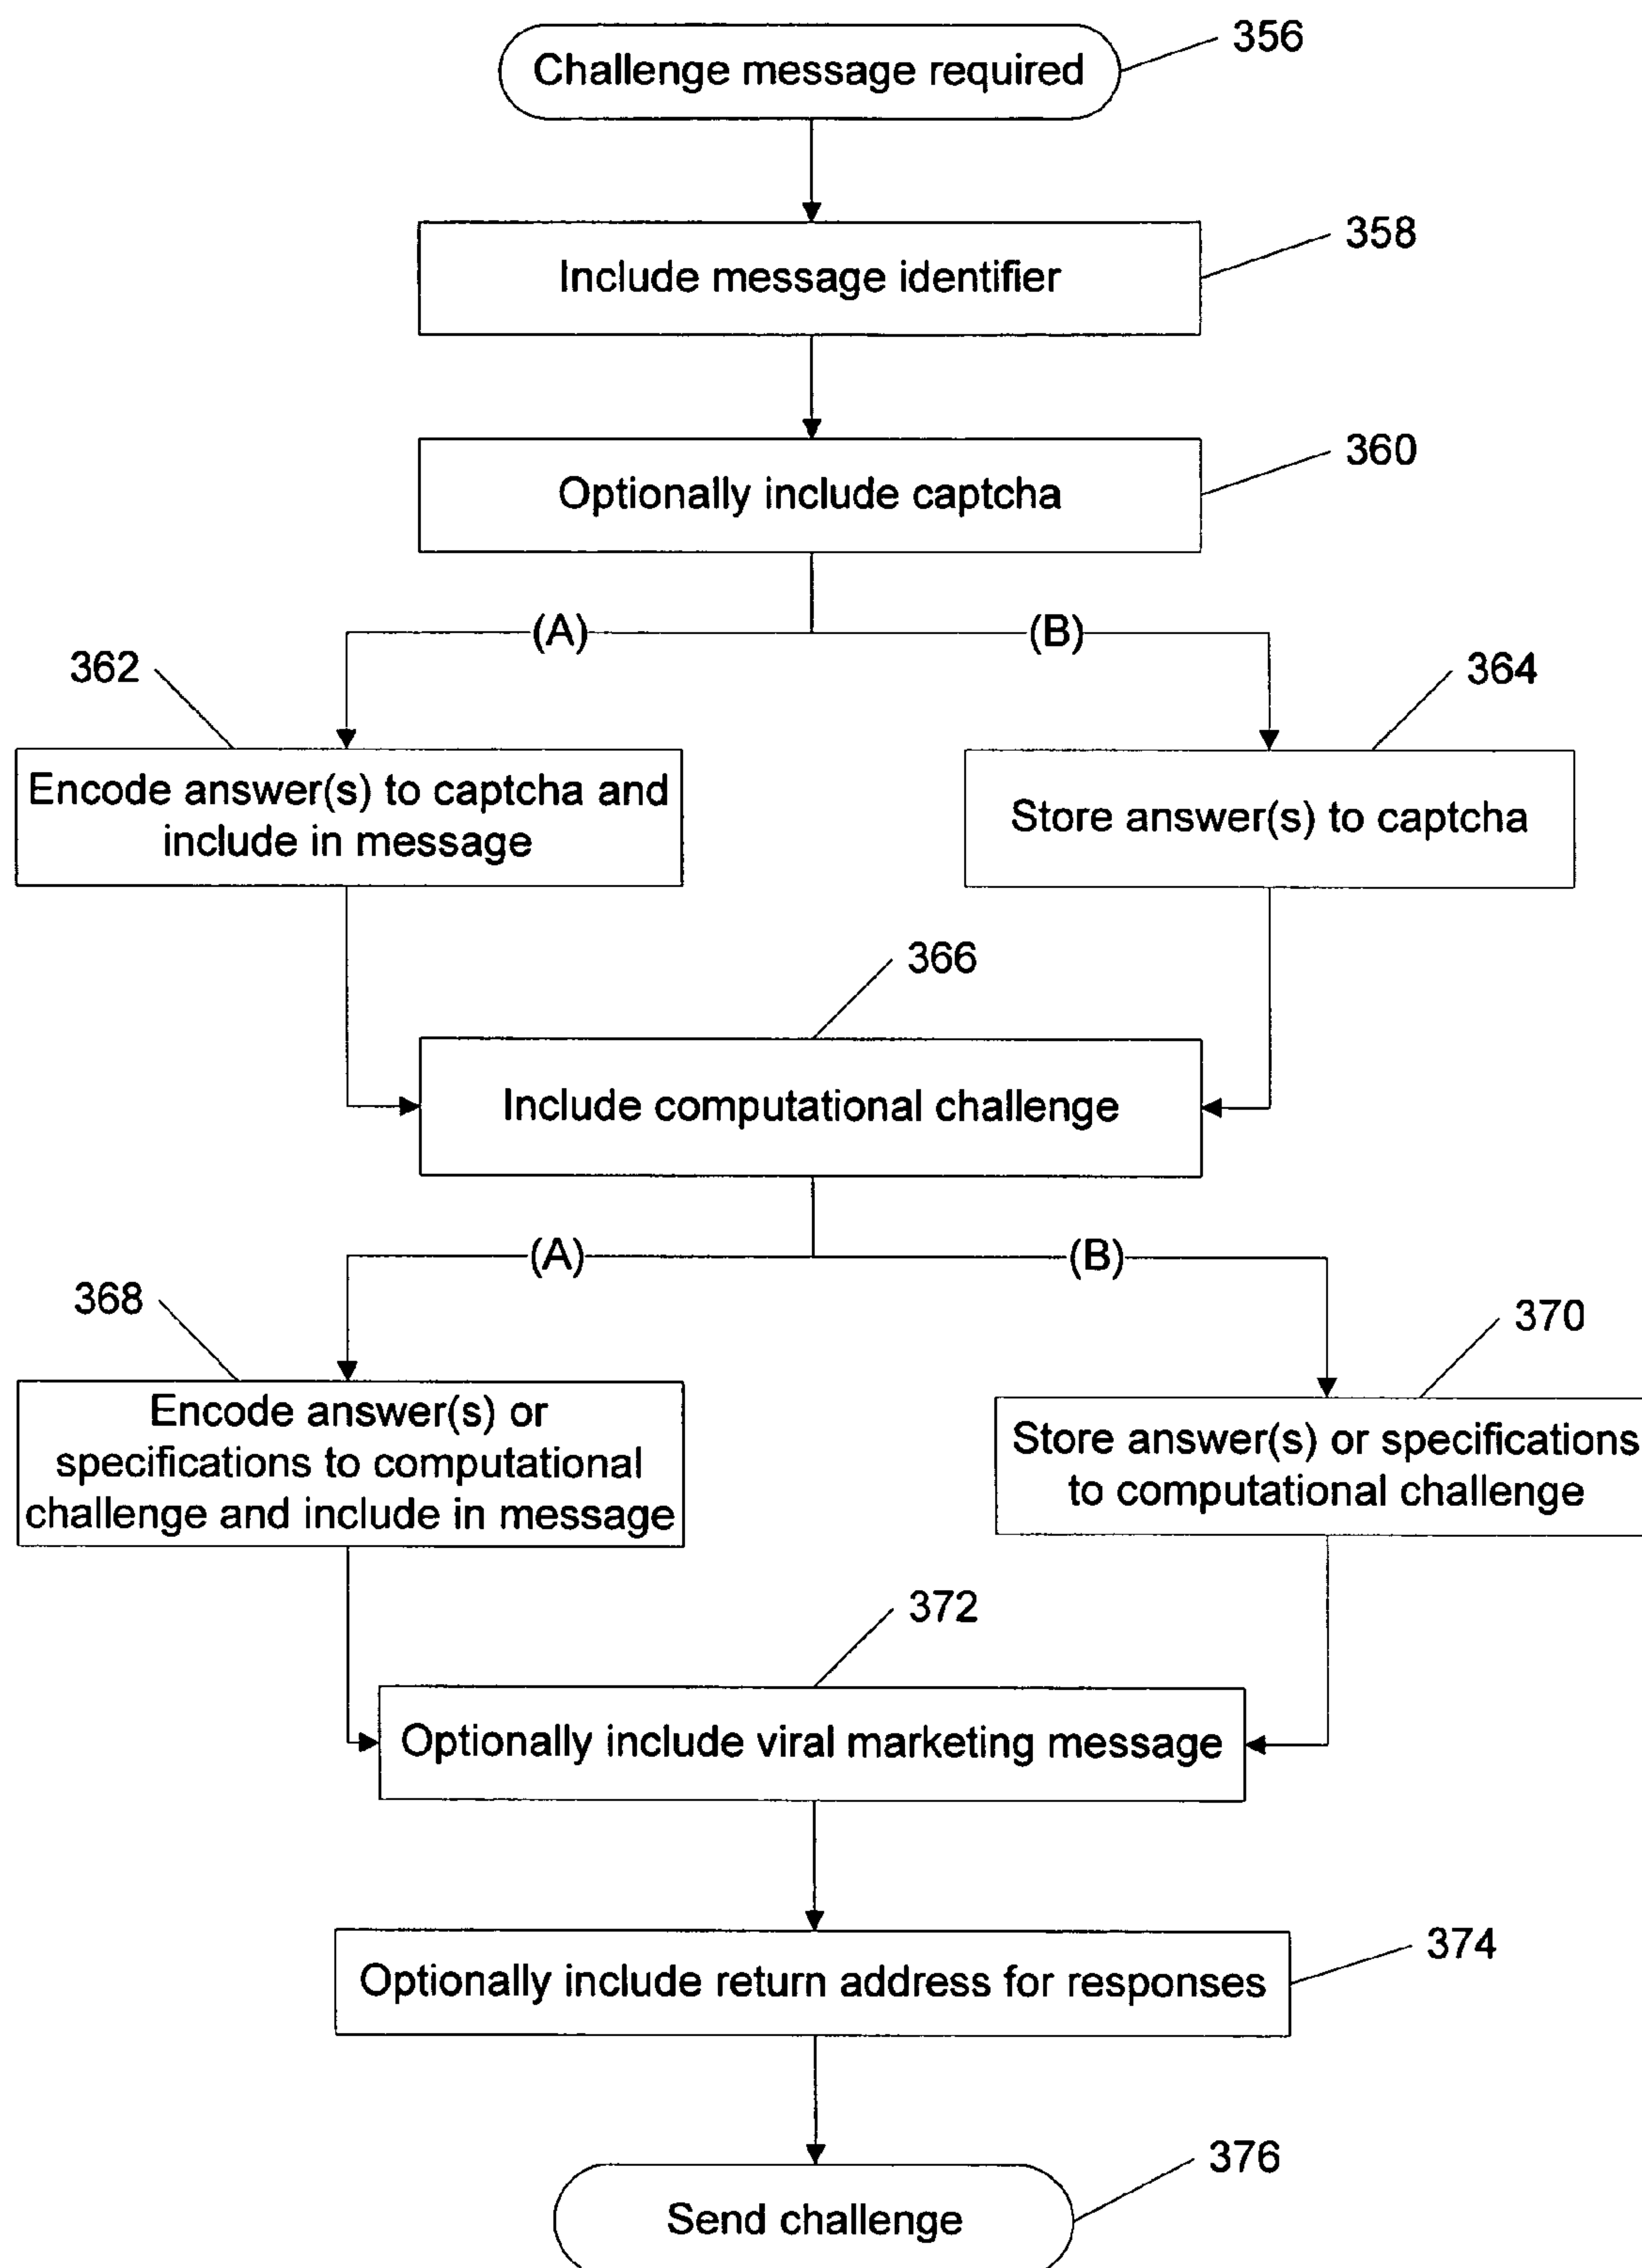 Challenge message required
356
Include message identifier
358
Optionally include captcha
360
(A)
(B)
362
364
Encode answer(s) to captcha and
include in message
Store answer(s) to captcha
366
Include computational challenge
(A)
(B)
368
370
Encode answer(s) or
specifications to computational
challenge and include in message
Store answer(s) or specifications
to computational challenge
372
Optionally include viral marketing message
374
Optionally include return address for responses
376
Send challenge